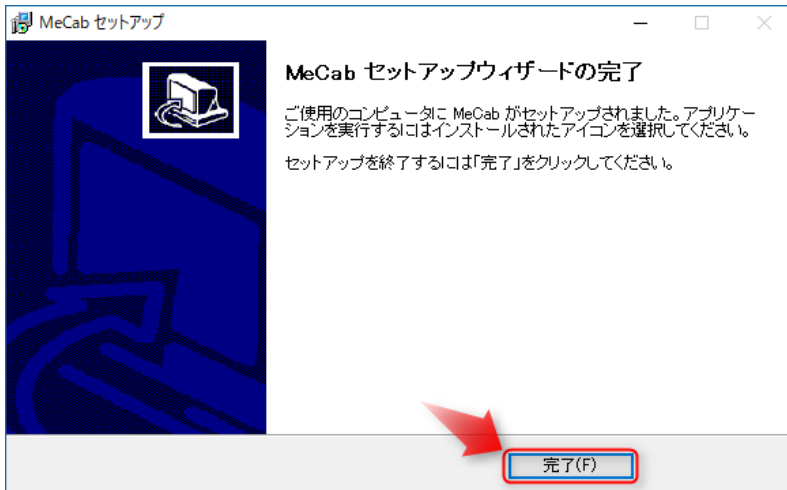 MeCab セットアップ
MeCab セットアップウィザードの完了
ご使用のコンピュータに MeCab がセットアップされました。アプリケー
ションを実行するにはインストールされたアイコンを選択してください。
セットアップを終了するには「完了」をクリックしてください。
完了(F)